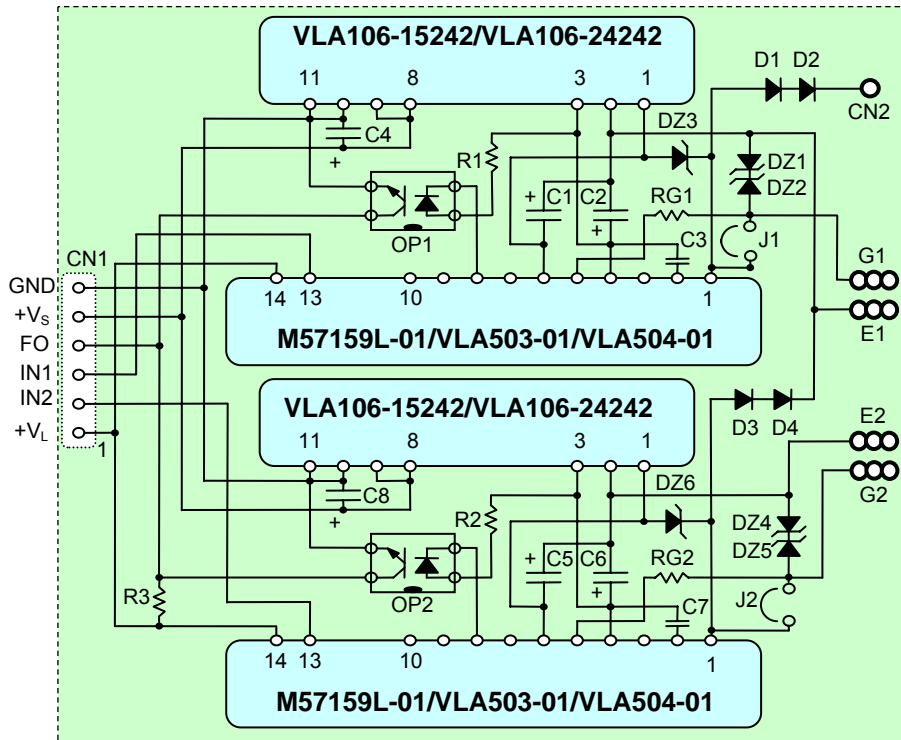 VLA106-15242/VLA106-24242
11 8 3 1
D1 D2
CN2
C4
+
DZ3
R1
DZ1
DZ2
+ C1 C2 +
RG1
OP1
C3
J1
CN1
G1
14 13 10 1
GND
+VS
E1
M57159L-01/VLA503-01/VLA504-01
FO
IN1
IN2
+VL
1
VLA106-15242/VLA106-24242
D3 D4
E2
11 8 3 1
G2
C8
+
DZ6
R2
DZ4
DZ5
+ C5 C6 +
RG2
R3
OP2
C7
J2
14 13 10 1
M57159L-01/VLA503-01/VLA504-01